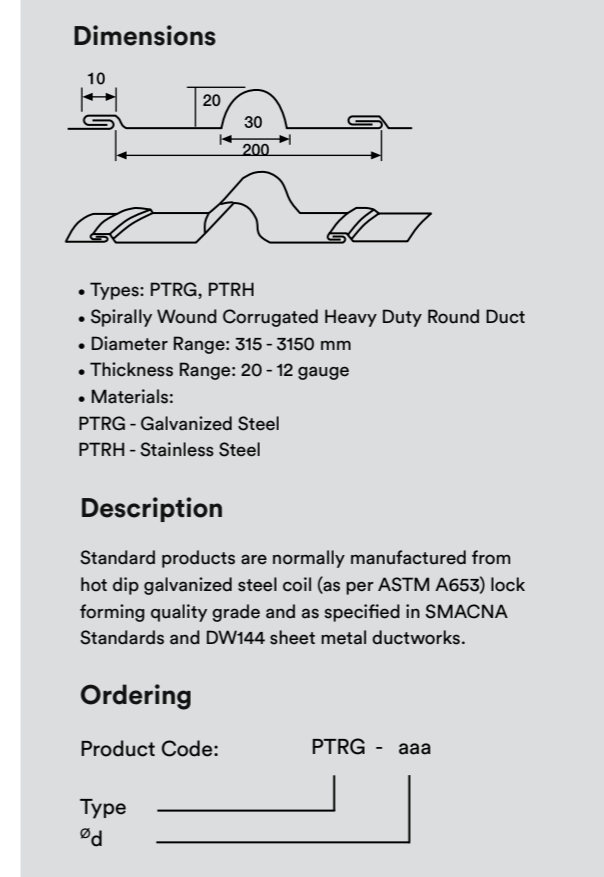 Dimensions
10
20
30
200
• Types: PTRG, PTRH
• Spirally Wound Corrugated Heavy Duty Round Duct
• Diameter Range: 315 - 3150 mm
• Thickness Range: 20 - 12 gauge
• Materials:
PTRG - Galvanized Steel
PTRH - Stainless Steel
Description
Standard products are normally manufactured from
hot dip galvanized steel coil (as per ASTM A653) lock
forming quality grade and as specified in SMACNA
Standards and DW144 sheet metal ductworks.
Ordering
Product Code: PTRG - aaa
Type
Ød